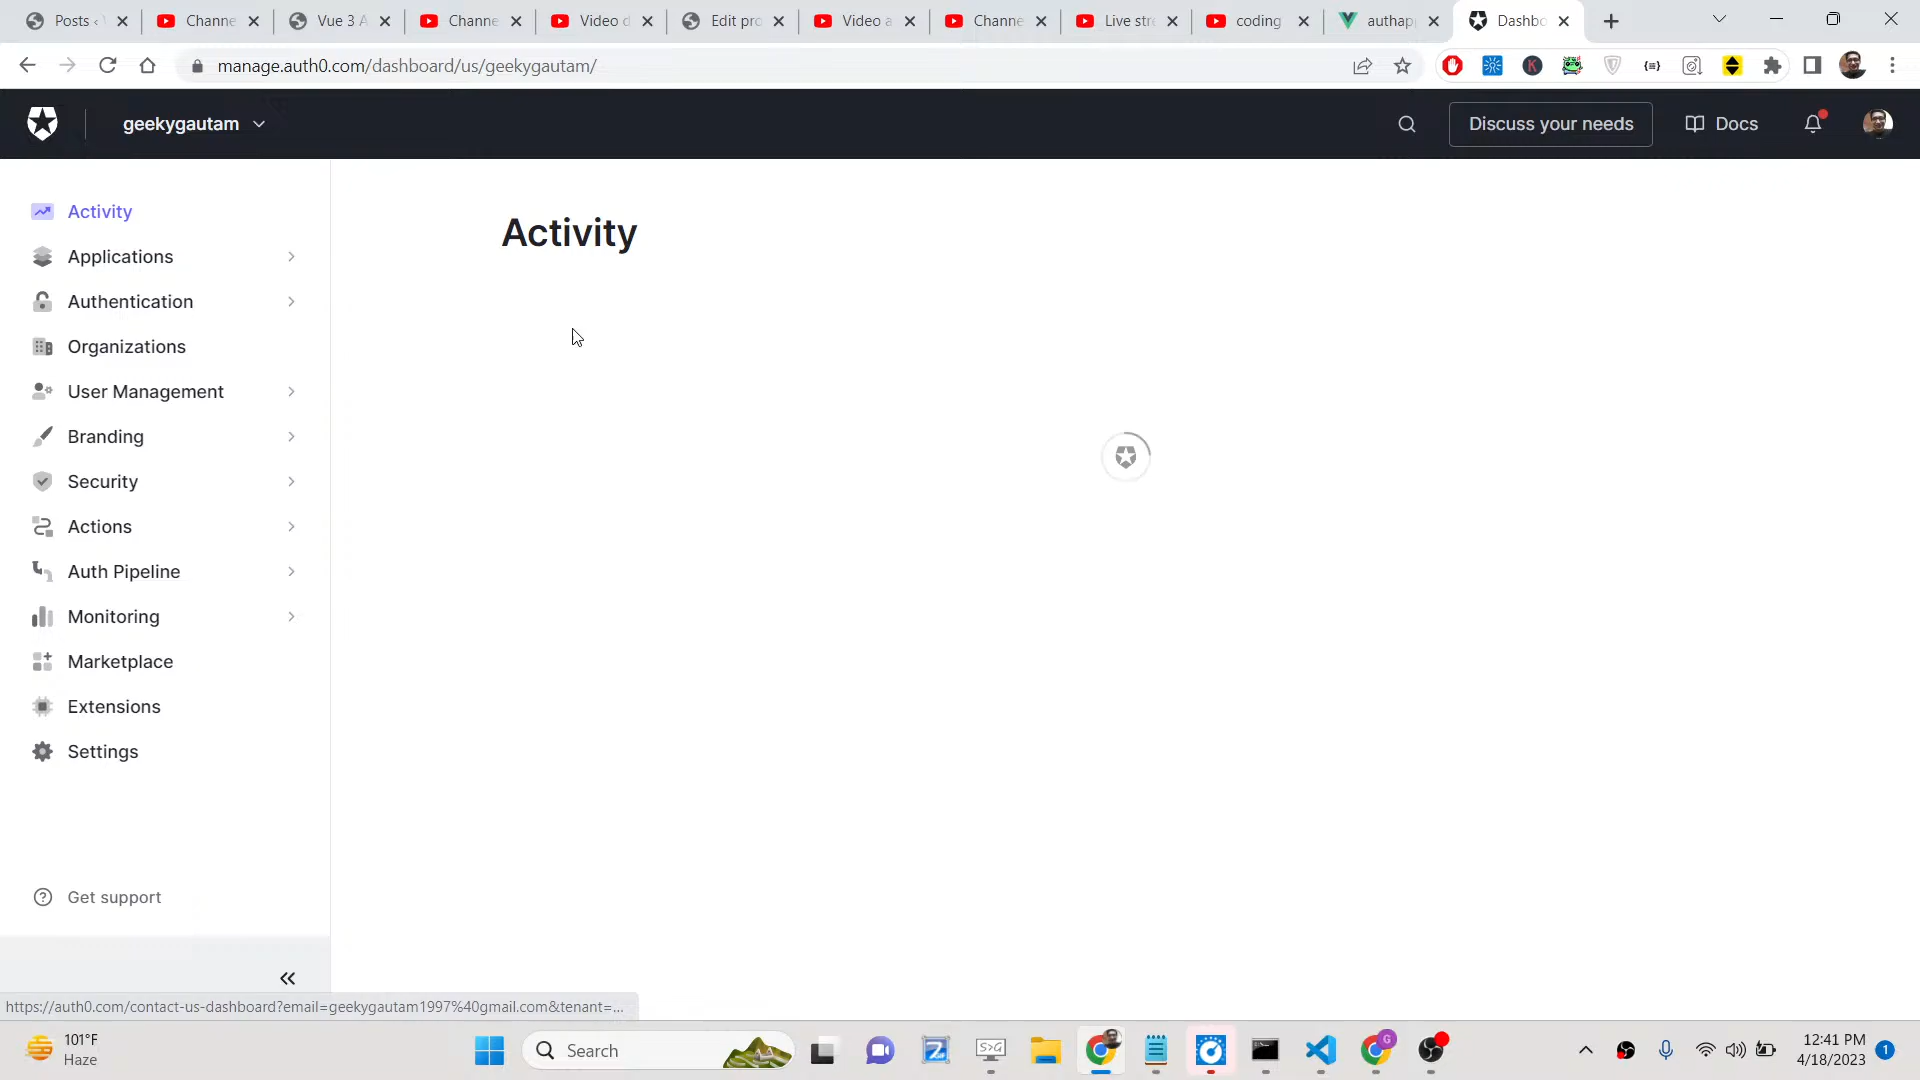 Posts ‹
Channe
Vue 3 A
Channe
Video d
Edit pro
Video a
Channe
Live str
coding
authap
Dashbo
manage.auth0.com/dashboard/us/geekygautam/
geekygautam
Discuss your needs
Docs
Activity
Applications
Authentication
Organizations
User Management
Branding
Security
Actions
Auth Pipeline
Monitoring
Marketplace
Extensions
Settings
Get support
Activity
https://auth0.com/contact-us-dashboard?email=geekygautam1997%40gmail.com&tenant=...
101°F
Haze
Search
S>G
G
12:41 PM
4/18/2023
1